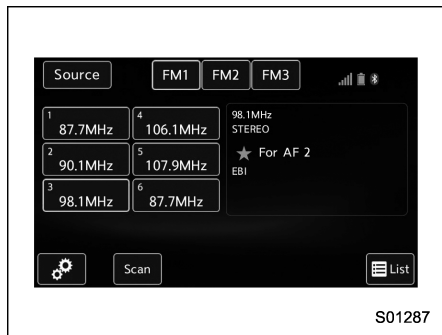 Source
FM1
FM2
FM3
1
87.7MHz
4
106.1MHz
2
90.1MHz
5
107.9MHz
3
98.1MHz
6
87.7MHz
98.1MHz
STEREO
For AF 2
EBI
Scan
List
S01287